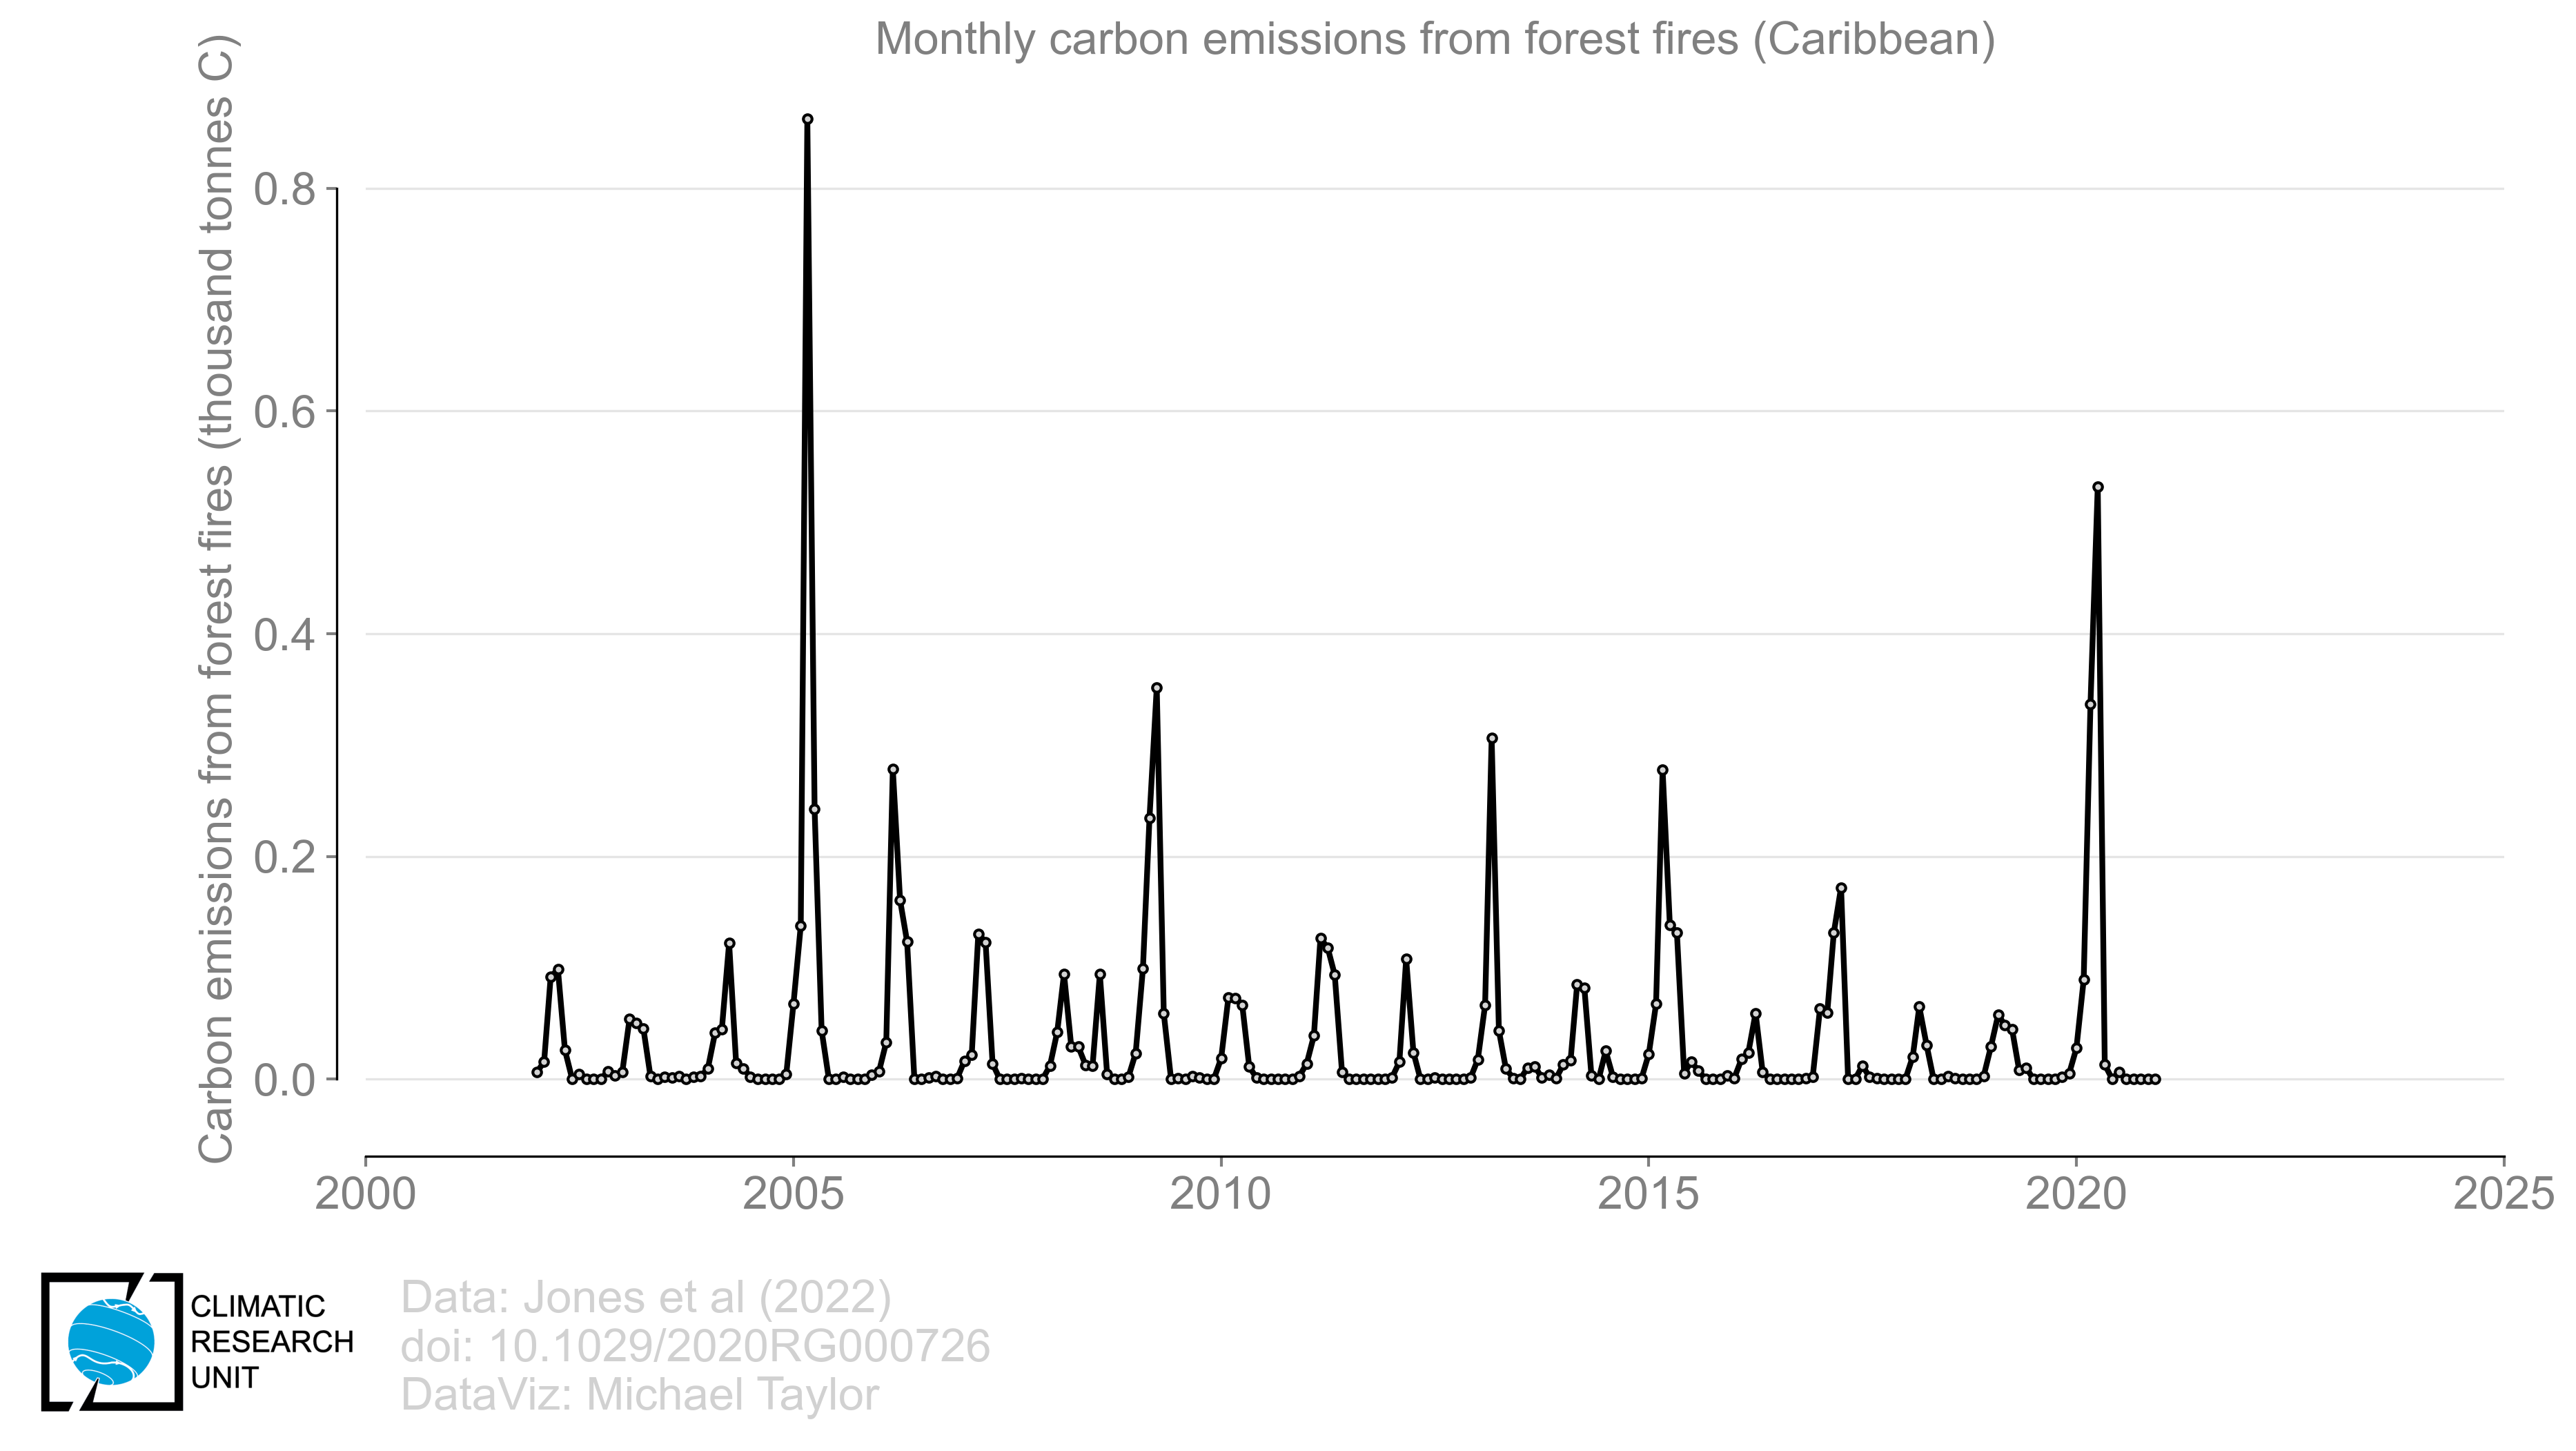 Monthly carbon emissions from forest fires (Caribbean)
Carbon emissions from forest fires (thousand tonnes C)
0.8
0.6
0.4
0.2
0.0
2000 2005 2010 2015 2020 2025
CLIMATIC
RESEARCH
UNIT
Data: Jones et al (2022)
doi: 10.1029/2020RG000726
DataViz: Michael Taylor